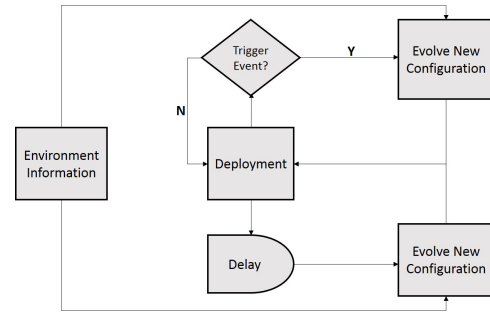 Trigger
Event?
Y
Evolve New
Configuration
N
Environment
Information
Deployment
Delay
Evolve New
Configuration